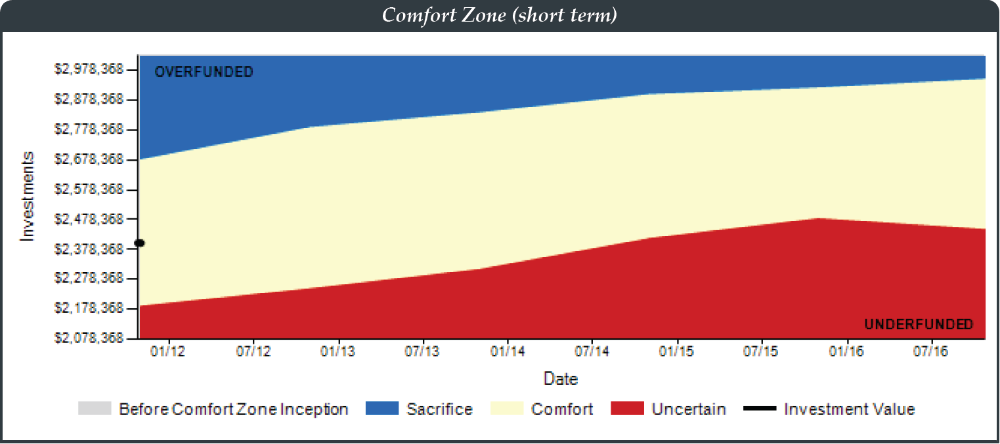 Comfort Zone (short term)
OVERFUNDED
$2,978,368
$2,878,368
$2,778,368
$2,678,368
$2,578,368
$2,478,368
$2,378,368
$2,278,368
$2,178,368
$2,078,368
Investments
UNDERFUNDED
01/12 07/12 01/13 07/13 01/14 07/14 01/15 07/15 01/16 07/16
Date
Before Comfort Zone Inception Sacrifice Comfort Uncertain Investment Value